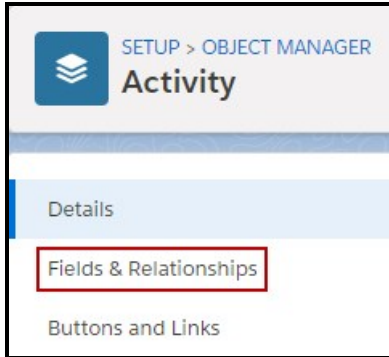 SETUP > OBJECT MANAGER
Activity
Details
Fields & Relationships
Buttons and Links